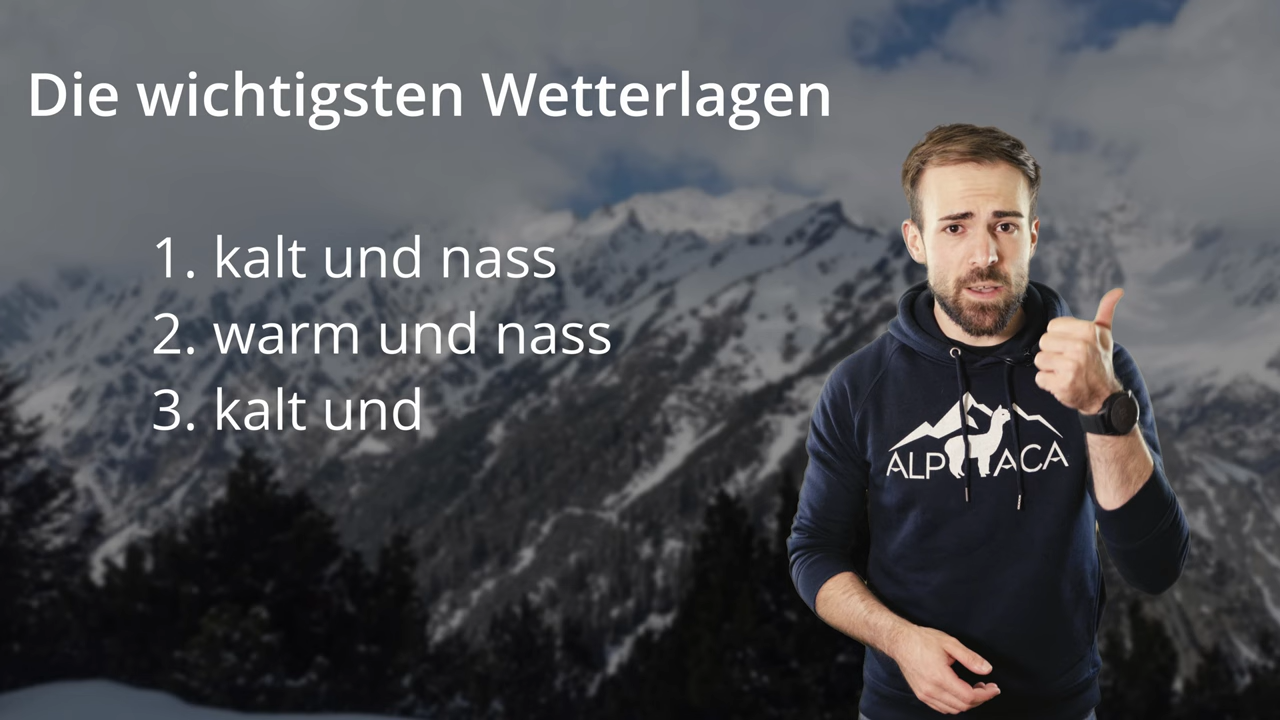 Die wichtigsten Wetterlagen
1. kalt und nass
2. warm und nass
3. kalt und
ALPACA